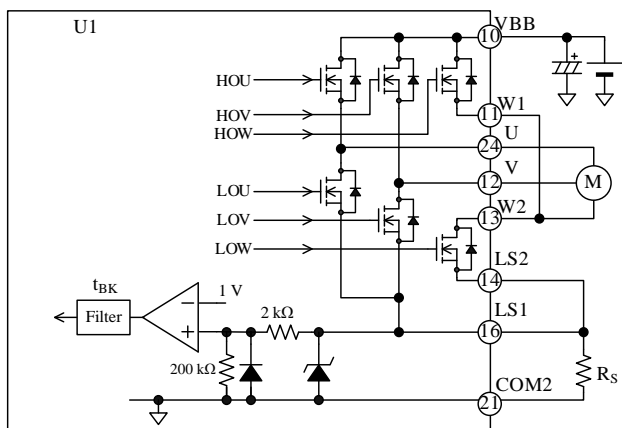 U1
VBB
10
HOU
HOV
HOW
W1
11
U
24
LOU
V
12
M
LOV
W2
13
LOW
LS2
14
tBK
1 V
LS1
Filter
−
+
2 kΩ
16
200 kΩ
RS
COM2
21
+